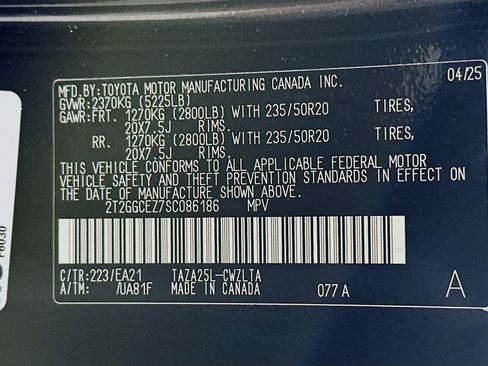 MFD.BY:TOYOTA MOTOR MANUFACTURING CANADA INC. 04/25
GVWR:2370KG (5225LB)
GAWR:FRT. 1270KG (2800LB) WITH 235/50R20 TIRES,
20X7.5J RIMS.
RR. 1270KG (2800LB) WITH 235/50R20 TIRES,
20X7.5J RIMS.
THIS VEHICLE CONFORMS TO ALL APPLICABLE FEDERAL MOTOR
VEHICLE SAFETY AND THEFT PREVENTION STANDARDS IN EFFECT
ON THE DATE OF MANUFACTURE SHOWN ABOVE.
2T2GGCEZ7SC086186 MPV
C/TR:223/EA21 TAZA25L-CWZLTA
A/TM: /UA81F MADE IN CANADA 077A A
F6030